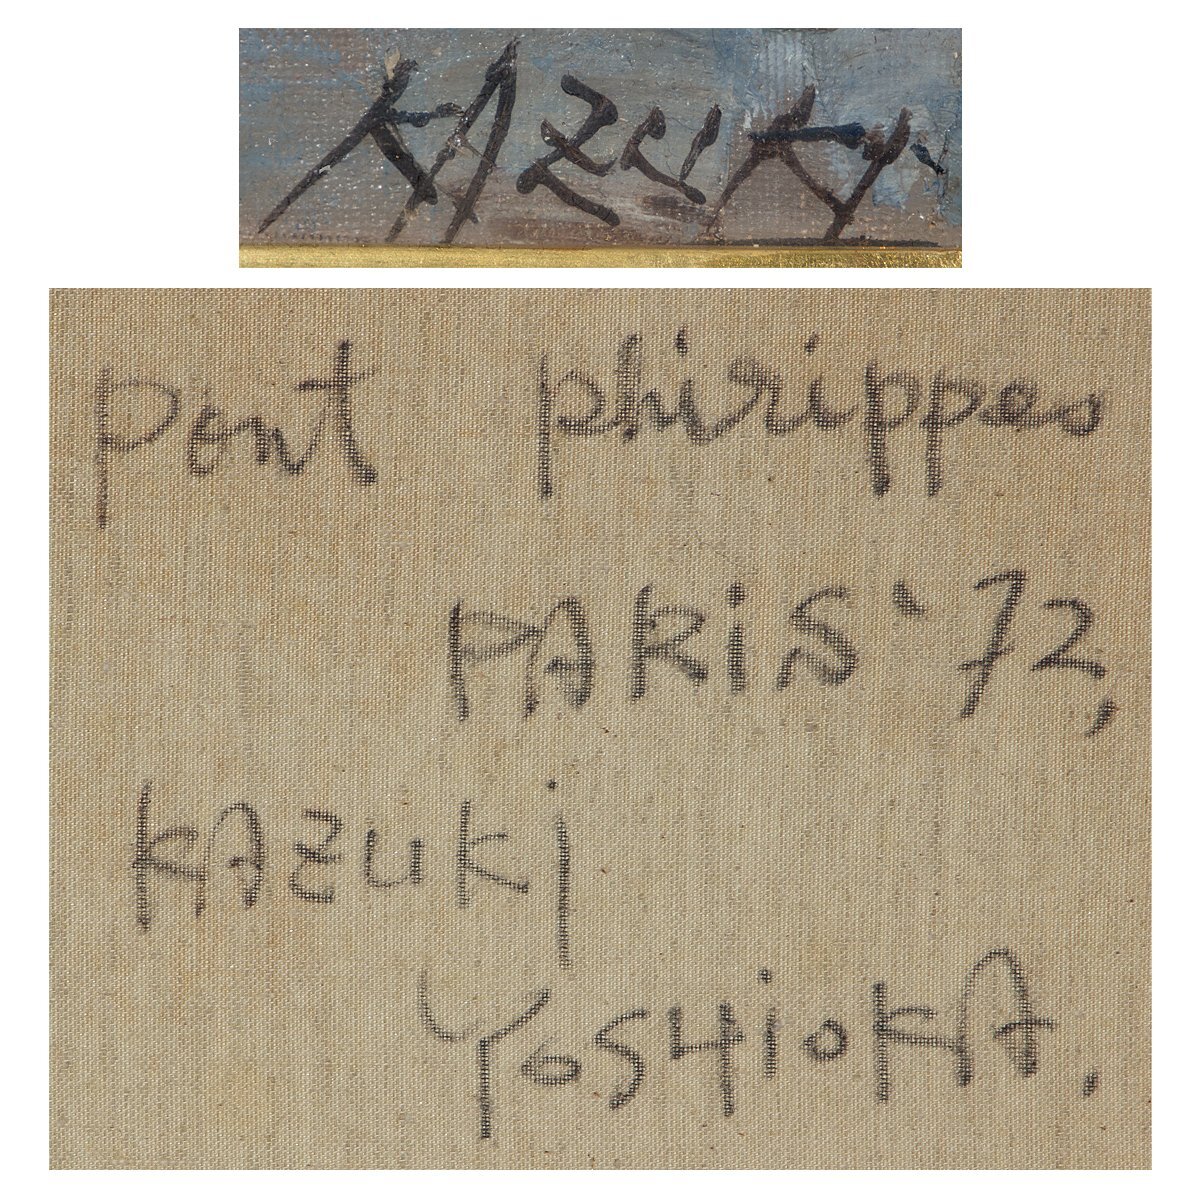 KAZUKi
Pont phirippes
PARiS '72,
KAZUKi
YOSHiOKA,